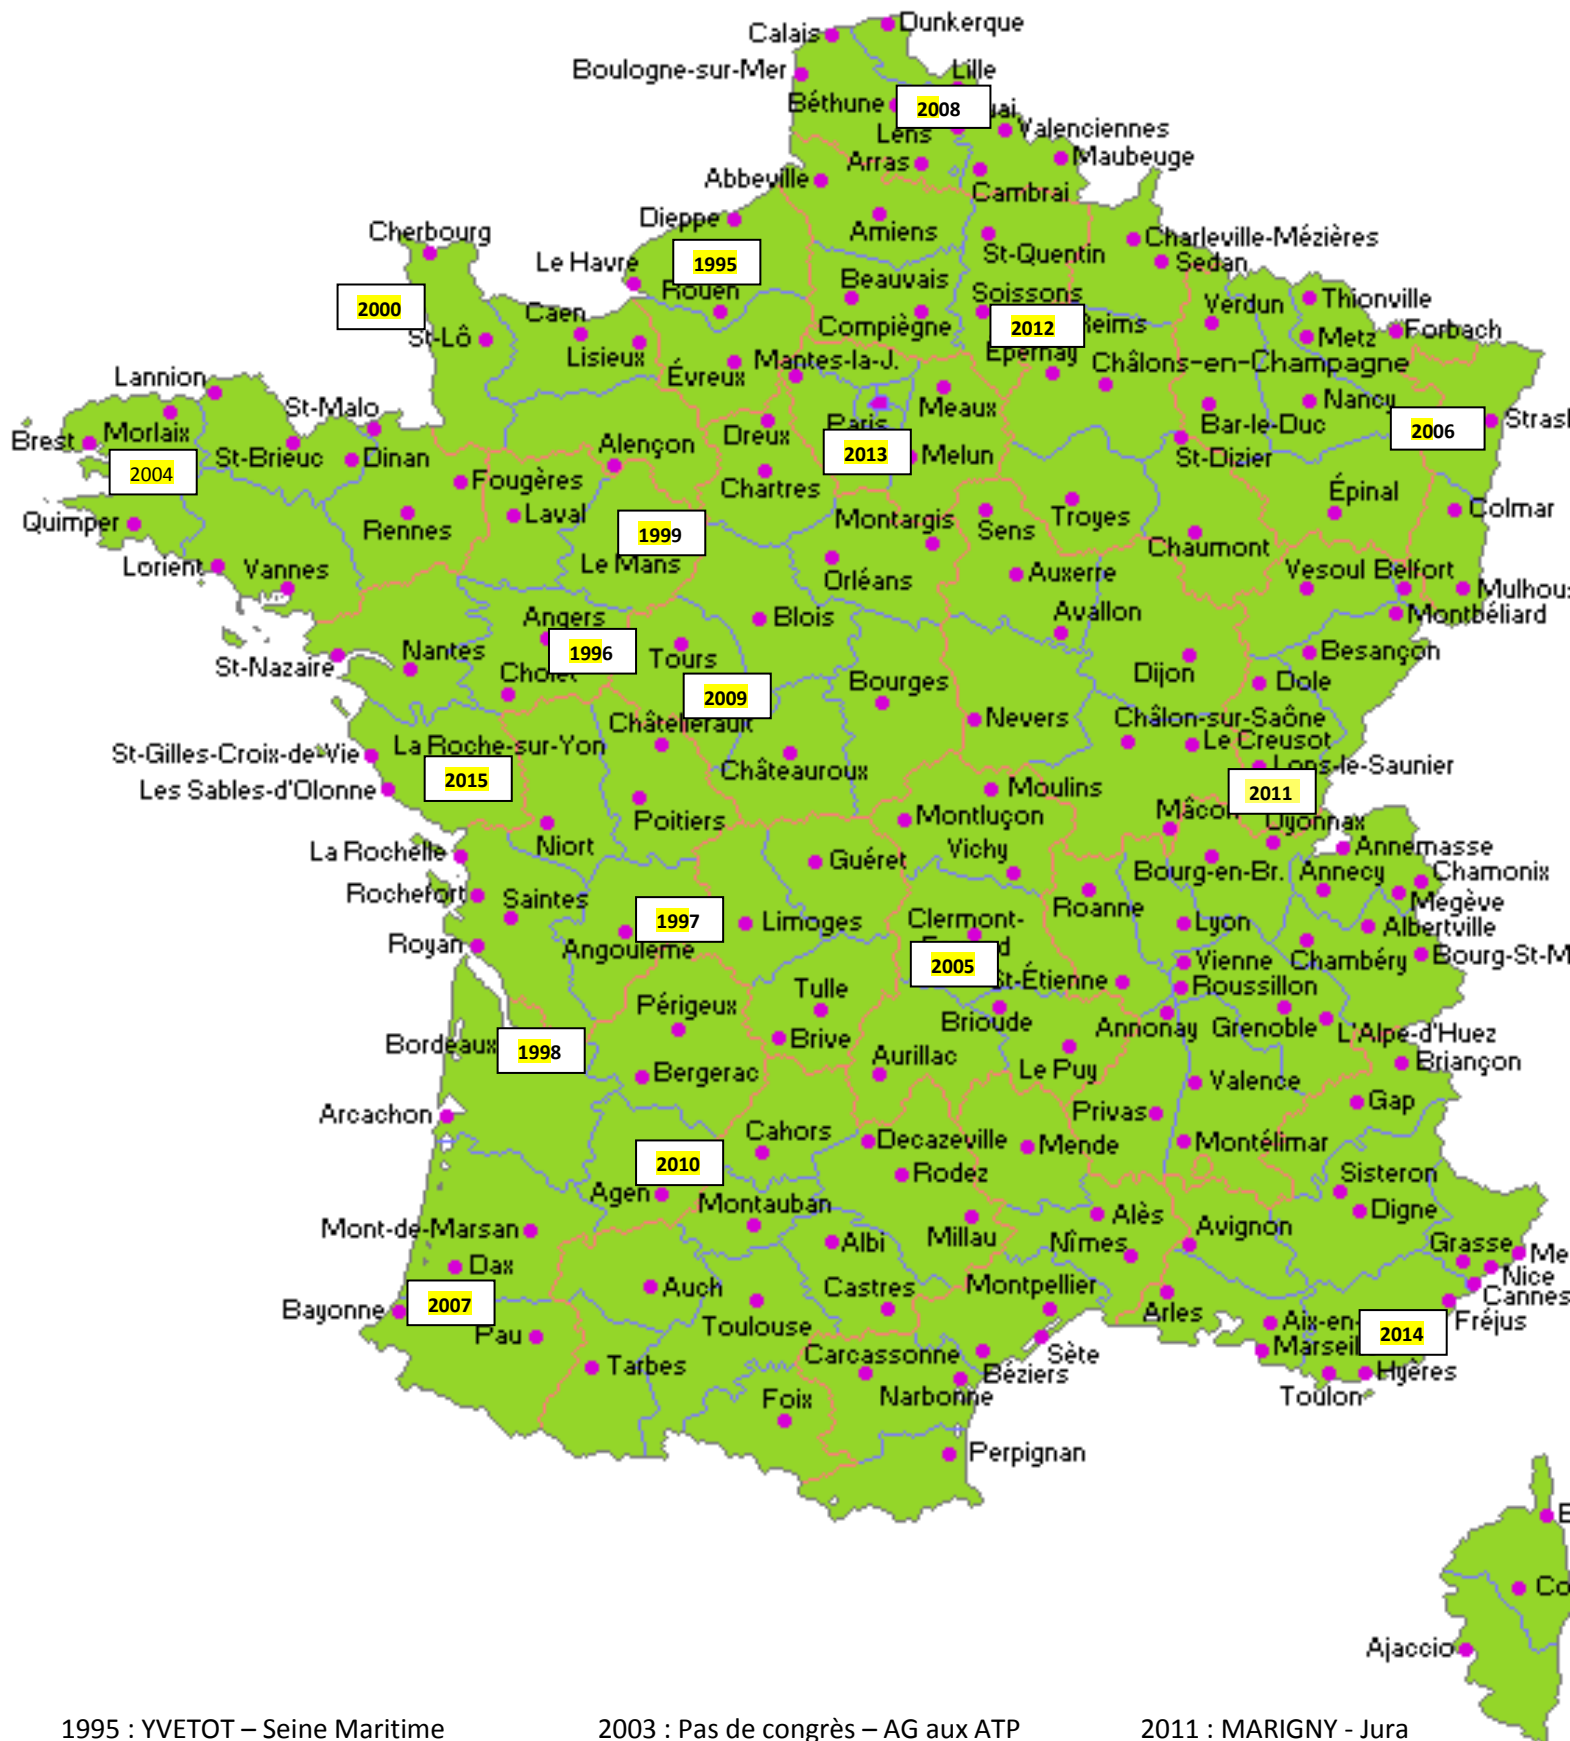 Dunkerque
Calais
Boulogne-sur-Mer
Lille
Béthune
2008
Lens
Valenciennes
Maubeuge
Arras
Abbeville
Cambrai
Dieppe
Amiens
Cherbourg
Charleville-Mézières
St-Quentin
Sedan
Le Havre
1995
Rouen
Beauvais
Soissons
Verdun
Thionville
2000
Caen
Compiègne
2012
Metz
Forbach
St-Lô
Lisieux
Évreux
Mantes-la-J.
Epernay
Châlons-en-Champagne
Lannion
St-Malo
Meaux
Nancy
Morlaix
Brest
Dreux
Paris
Bar-le-Duc
2006
St-Brieuc
Dinan
Alençon
2013
Melun
St-Dizier
2004
Fougères
Chartres
Épinal
Quimper
Rennes
Laval
1999
Montargis
Sens
Troyes
Colmar
Chaumont
Lorient
Vannes
Le Mans
Orléans
Auxerre
Vesoul
Belfort
Angers
Blois
Avallon
Montbéliard
St-Nazaire
Nantes
1996
Tours
Dijon
Besançon
Cholet
2009
Bourges
Dole
Châtellerault
Nevers
Châlon-sur-Saône
St-Gilles-Croix-de-Vie
La Roche-sur-Yon
Le Creusot
Châteauroux
Lons-le-Saunier
Les Sables-d'Olonne
2015
Moulins
2011
Poitiers
Montluçon
Mâcon
Oyonnax
Niort
La Rochelle
Guéret
Vichy
Annemasse
Bourg-en-Br.
Annecy
Chamonix
Rochefort
Saintes
Roanne
Megève
1997
Limoges
Clermont-
Lyon
Albertville
Royan
Angouleme
2005
Vienne
Chambéry
St-Étienne
Roussillon
Périgeux
Tulle
Brioude
Annonay
Grenoble
L'Alpe-d'Huez
Bordeaux
1998
Brive
Aurillac
Le Puy
Briançon
Bergerac
Valence
Arcachon
Privas
Gap
Cahors
Decazeville
Mende
Montélimar
2010
Rodez
Sisteron
Agen
Montauban
Digne
Mont-de-Marsan
Albi
Millau
Alès
Avignon
Nîmes
Grasse
Dax
Auch
Castres
Montpellier
Nice
Bayonne
2007
Arles
Cannes
Pau
Toulouse
Aix-en-
2014
Fréjus
Tarbes
Carcassonne
Sète
Béziers
Hyères
Narbonne
Toulon
Foix
Perpignan
Ajaccio
1995 : YVETOT – Seine Maritime
2003 : Pas de congrès – AG aux ATP
2011 : MARIGNY - Jura